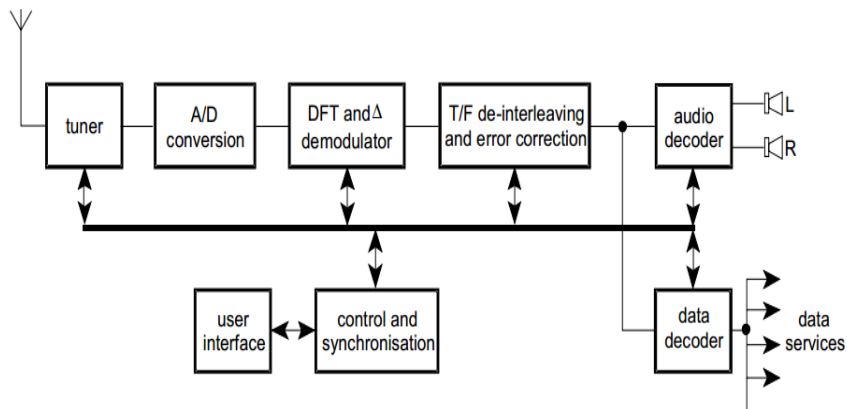 tuner
A/D
conversion
DFT and Δ
demodulator
T/F de-interleaving
and error correction
audio
decoder
L
R
user
interface
control and
synchronisation
data
decoder
data
services